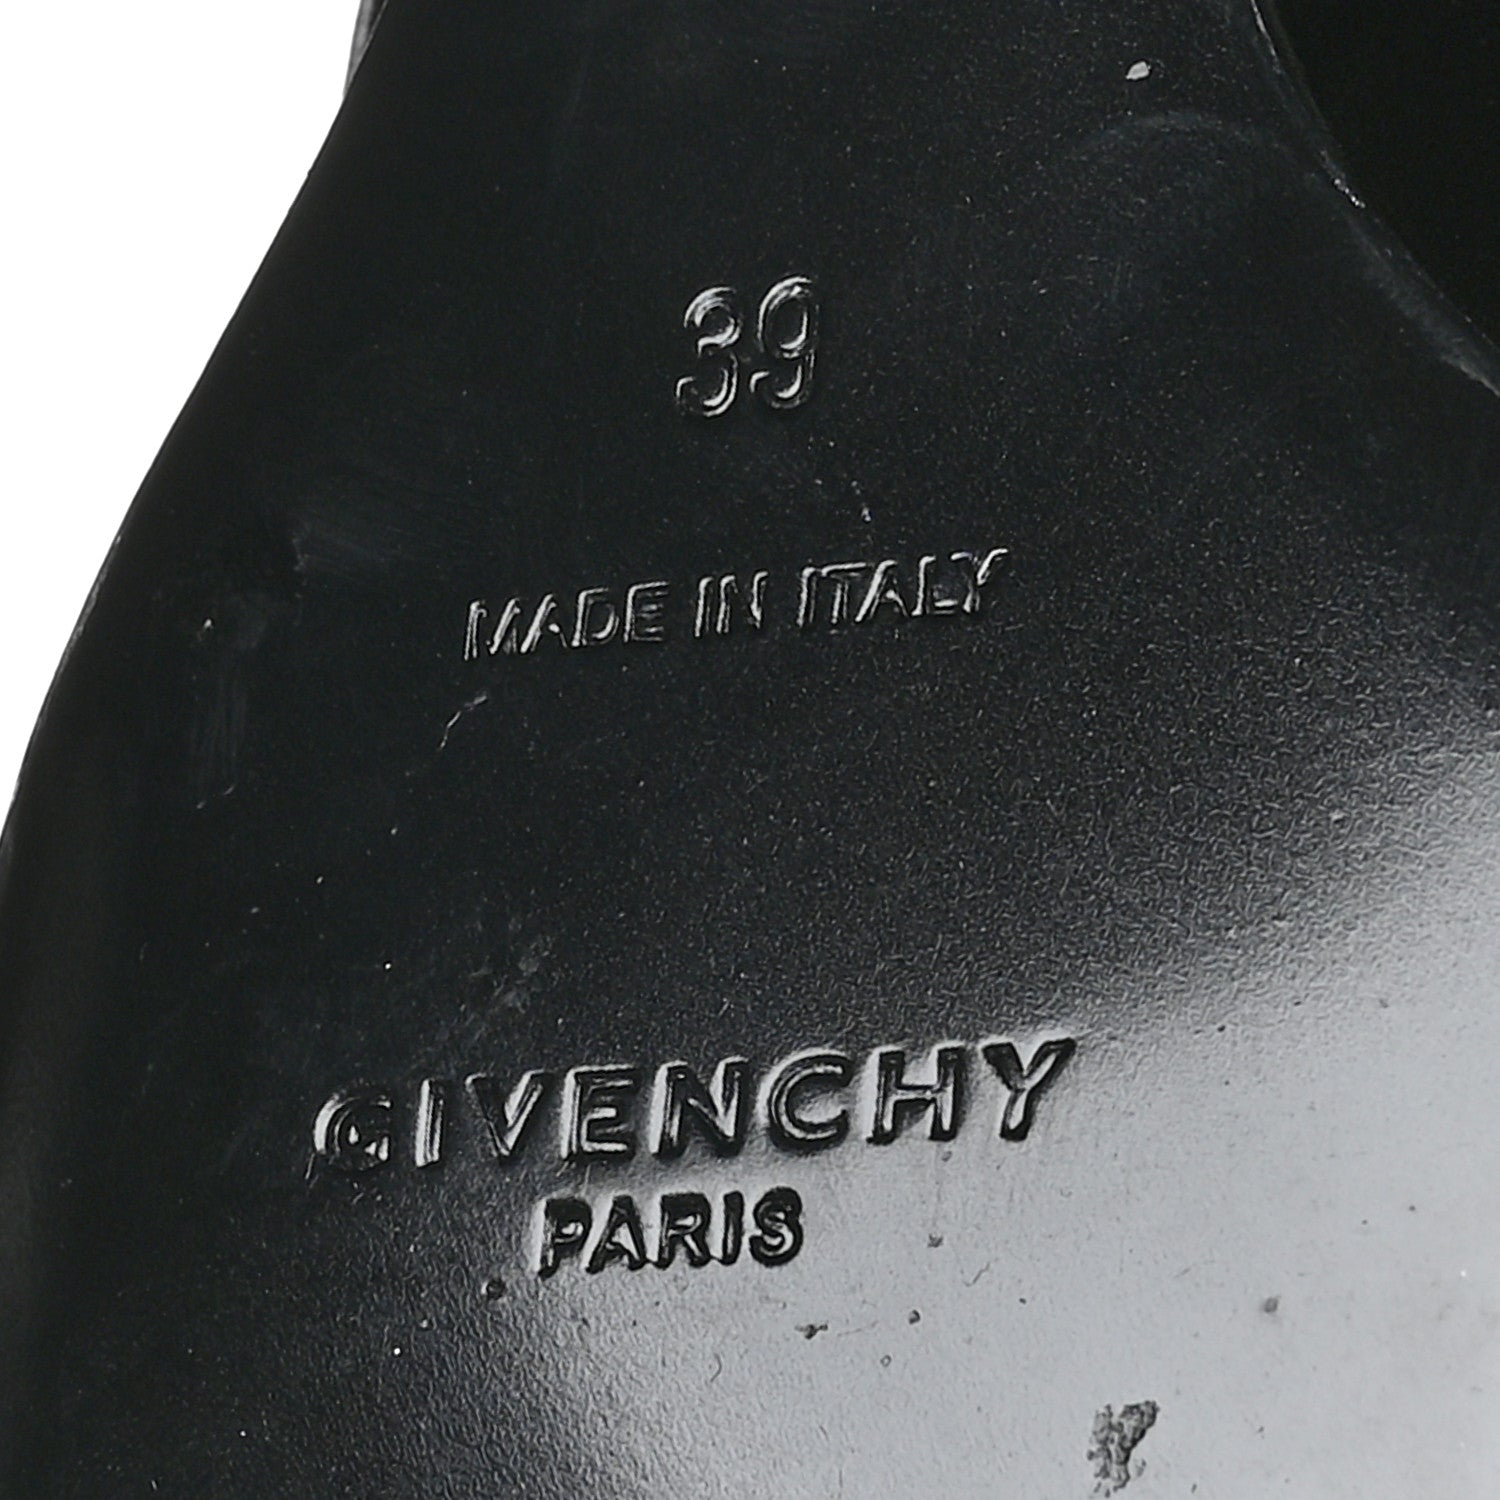 39
MADE IN ITALY
GIVENCHY
PARIS